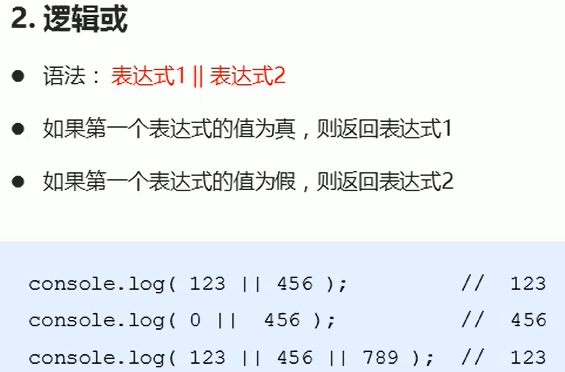 2. 逻辑或
● 语法： 表达式1 || 表达式2
● 如果第一个表达式的值为真，则返回表达式1
● 如果第一个表达式的值为假，则返回表达式2
console.log( 123 || 456 ); // 123
console.log( 0 ||  456 ); // 456
console.log( 123 || 456 || 789 ); // 123